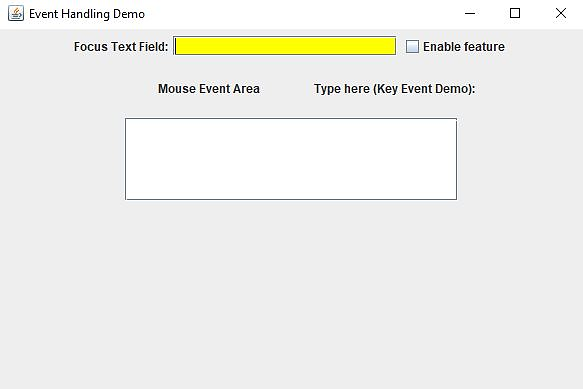 Event Handling Demo
Focus Text Field: Enable feature
Mouse Event Area Type here (Key Event Demo):